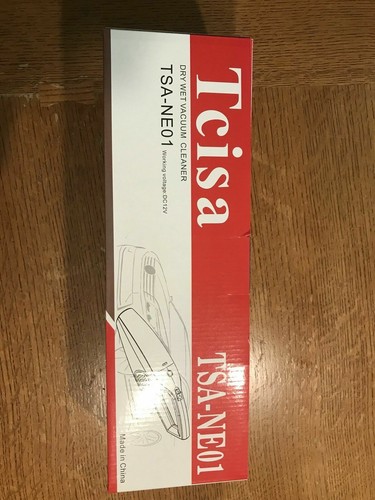 Tcisa
TSA-NE01
DRY WET VACUUM CLEANER
TSA-NE01 Working voltage DC12V
Made in China